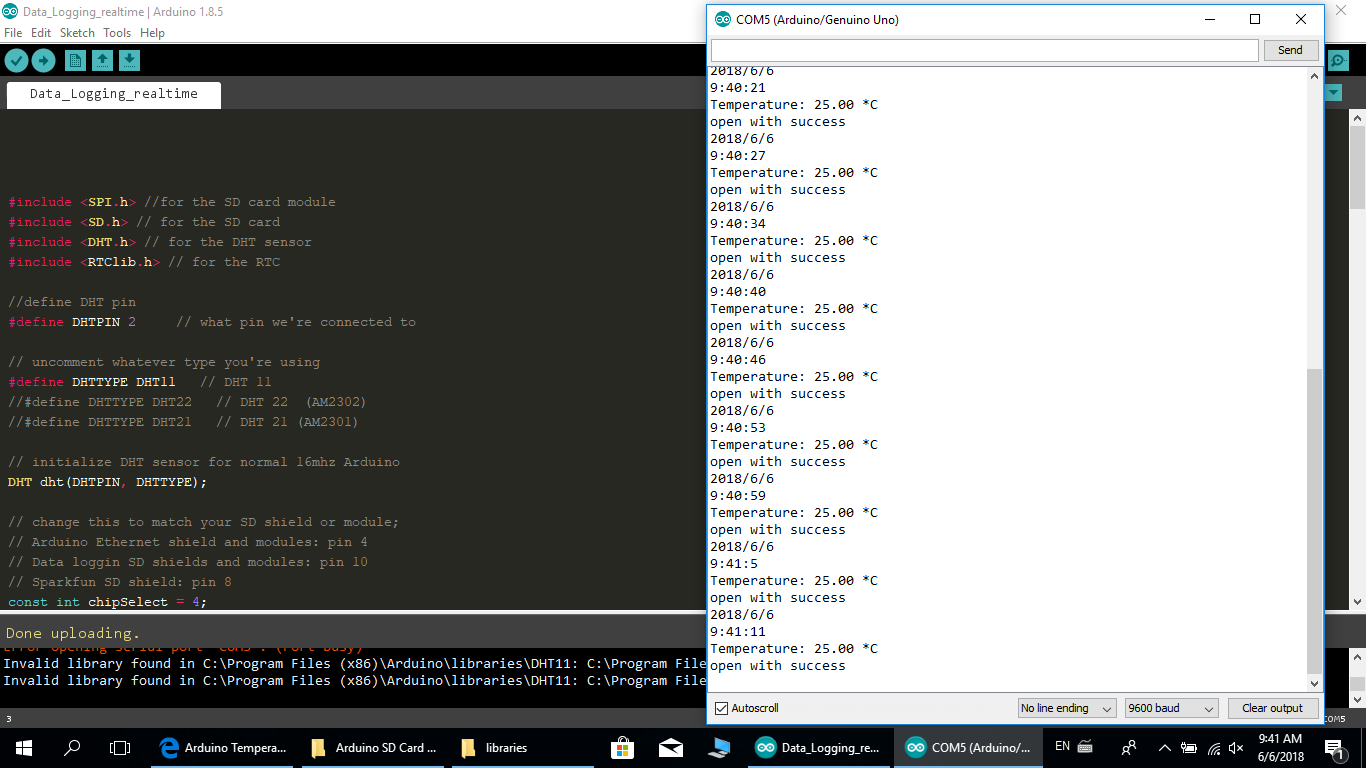 Data_Logging_realtime | Arduino 1.8.5
File Edit Sketch Tools Help
Data_Logging_realtime
#include <SPI.h> //for the SD card module
#include <SD.h> // for the SD card
#include <DHT.h> // for the DHT sensor
#include <RTClib.h> // for the RTC
//define DHT pin
#define DHTPIN 2 // what pin we're connected to
// uncomment whatever type you're using
#define DHTTYPE DHT11 // DHT 11
//#define DHTTYPE DHT22 // DHT 22 (AM2302)
//#define DHTTYPE DHT21 // DHT 21 (AM2301)
// initialize DHT sensor for normal 16mhz Arduino
DHT dht(DHTPIN, DHTTYPE);
// change this to match your SD shield or module;
// Arduino Ethernet shield and modules: pin 4
// Data loggin SD shields and modules: pin 10
// Sparkfun SD shield: pin 8
const int chipSelect = 4;
Done uploading.
Error opening serial port 'COM5'. (Port busy)
Invalid library found in C:\Program Files (x86)\Arduino\libraries\DHT11: C:\Program File
Invalid library found in C:\Program Files (x86)\Arduino\libraries\DHT11: C:\Program File
3
COM5
COM5 (Arduino/Genuino Uno)
Send
2018/6/6
9:40:21
Temperature: 25.00 *C
open with success
2018/6/6
9:40:27
Temperature: 25.00 *C
open with success
2018/6/6
9:40:34
Temperature: 25.00 *C
open with success
2018/6/6
9:40:40
Temperature: 25.00 *C
open with success
2018/6/6
9:40:46
Temperature: 25.00 *C
open with success
2018/6/6
9:40:53
Temperature: 25.00 *C
open with success
2018/6/6
9:40:59
Temperature: 25.00 *C
open with success
2018/6/6
9:41:5
Temperature: 25.00 *C
open with success
2018/6/6
9:41:11
Temperature: 25.00 *C
open with success
Autoscroll
No line ending
9600 baud
Clear output
Arduino Tempera...
Arduino SD Card ...
libraries
Data_Logging_re...
COM5 (Arduino/...
EN
9:41 AM
6/6/2018
1